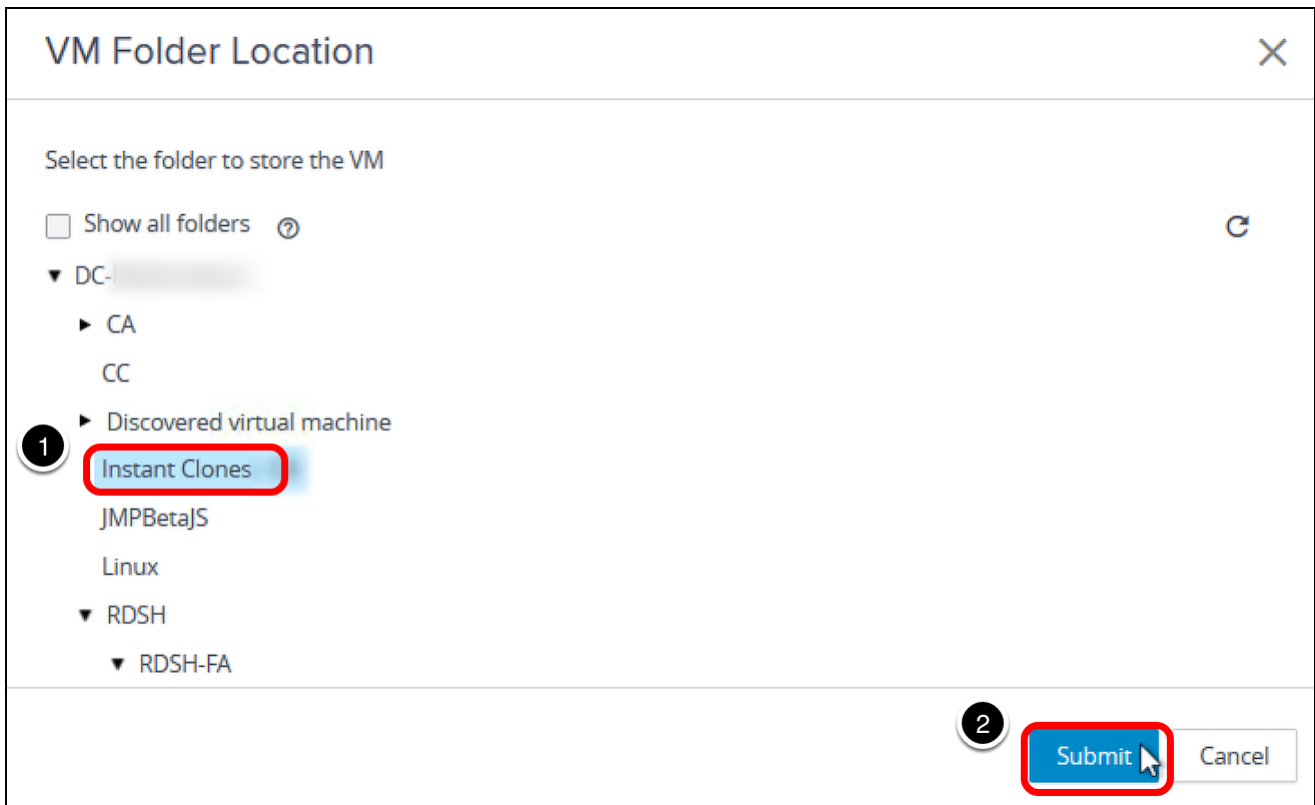 VM Folder Location
Select the folder to store the VM
Show all folders
DC-
CA
CC
Discovered virtual machine
1
Instant Clones
JMPBetaJS
Linux
RDSH
RDSH-FA
2
Submit
Cancel